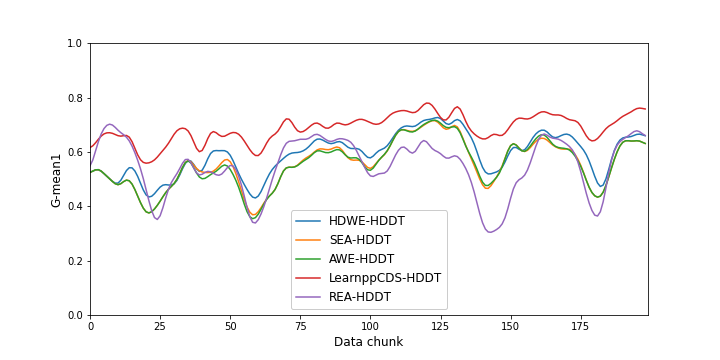 1.0
0.8
0.6
0.4
0.2
0.0
G-mean1
0 25 50 75 100 125 150 175
Data chunk
HDWE-HDDT
SEA-HDDT
AWE-HDDT
LearnppCDS-HDDT
REA-HDDT